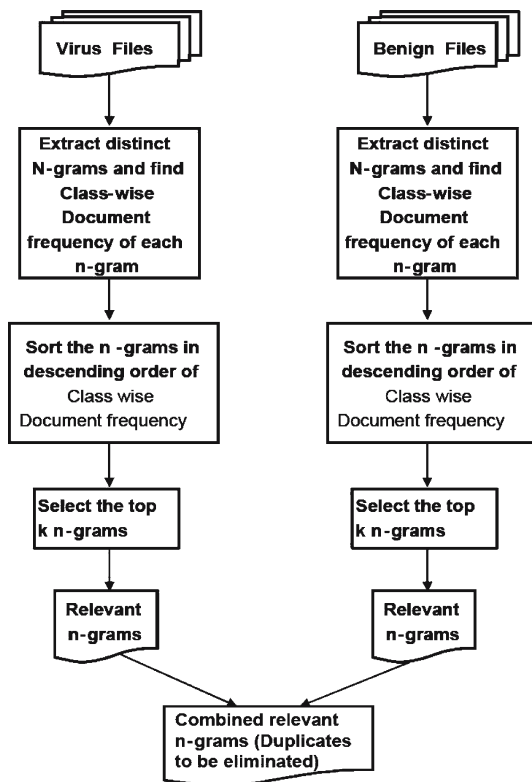 Virus Files
Extract distinct
N-grams and find
Class-wise
Document
frequency of each
n-gram
Sort the n -grams in
descending order of
Class wise
Document frequency
Select the top
k n-grams
Relevant
n-grams
Benign Files
Extract distinct
N-grams and find
Class-wise
Document
frequency of each
n-gram
Sort the n -grams in
descending order of
Class wise
Document frequency
Select the top
k n-grams
Relevant
n-grams
Combined relevant
n-grams (Duplicates
to be eliminated)